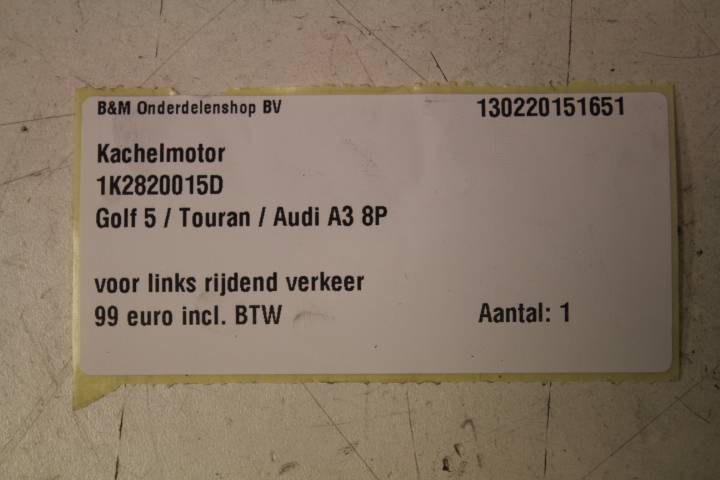 B&M Onderdelenshop BV 130220151651
Kachelmotor
1K2820015D
Golf 5 / Touran / Audi A3 8P
voor links rijdend verkeer
99 euro incl. BTW Aantal: 1